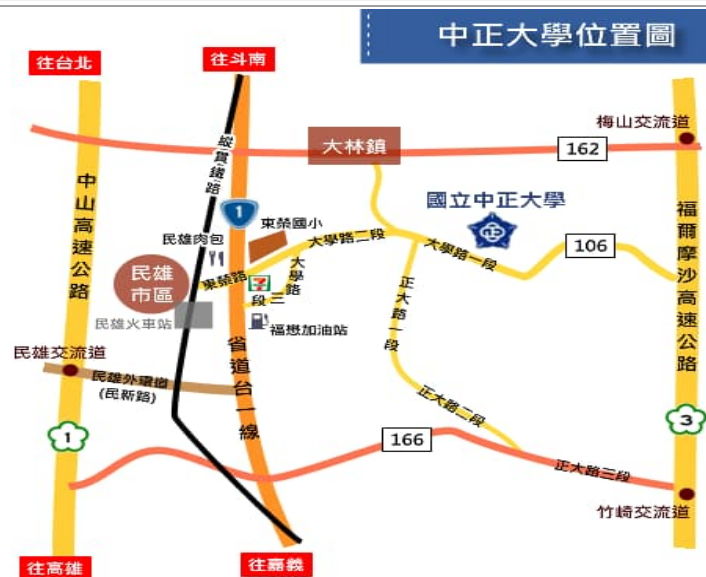 中正大學位置圖
往台北
往斗南
梅山交流道
大林鎮
162
縱貫鐵路
中山高速公路
1
東榮國小
國立中正大學
中正
福爾摩沙高速公路
民雄肉包
大學路二段
大學路一段
106
民雄
市區
東榮路
7
大學路三段
正大路一段
民雄火車站
福懋加油站
省道台一線
民雄交流道
民雄外環道
(民新路)
正大路二段
1
3
166
正大路三段
竹崎交流道
往高雄
往嘉義